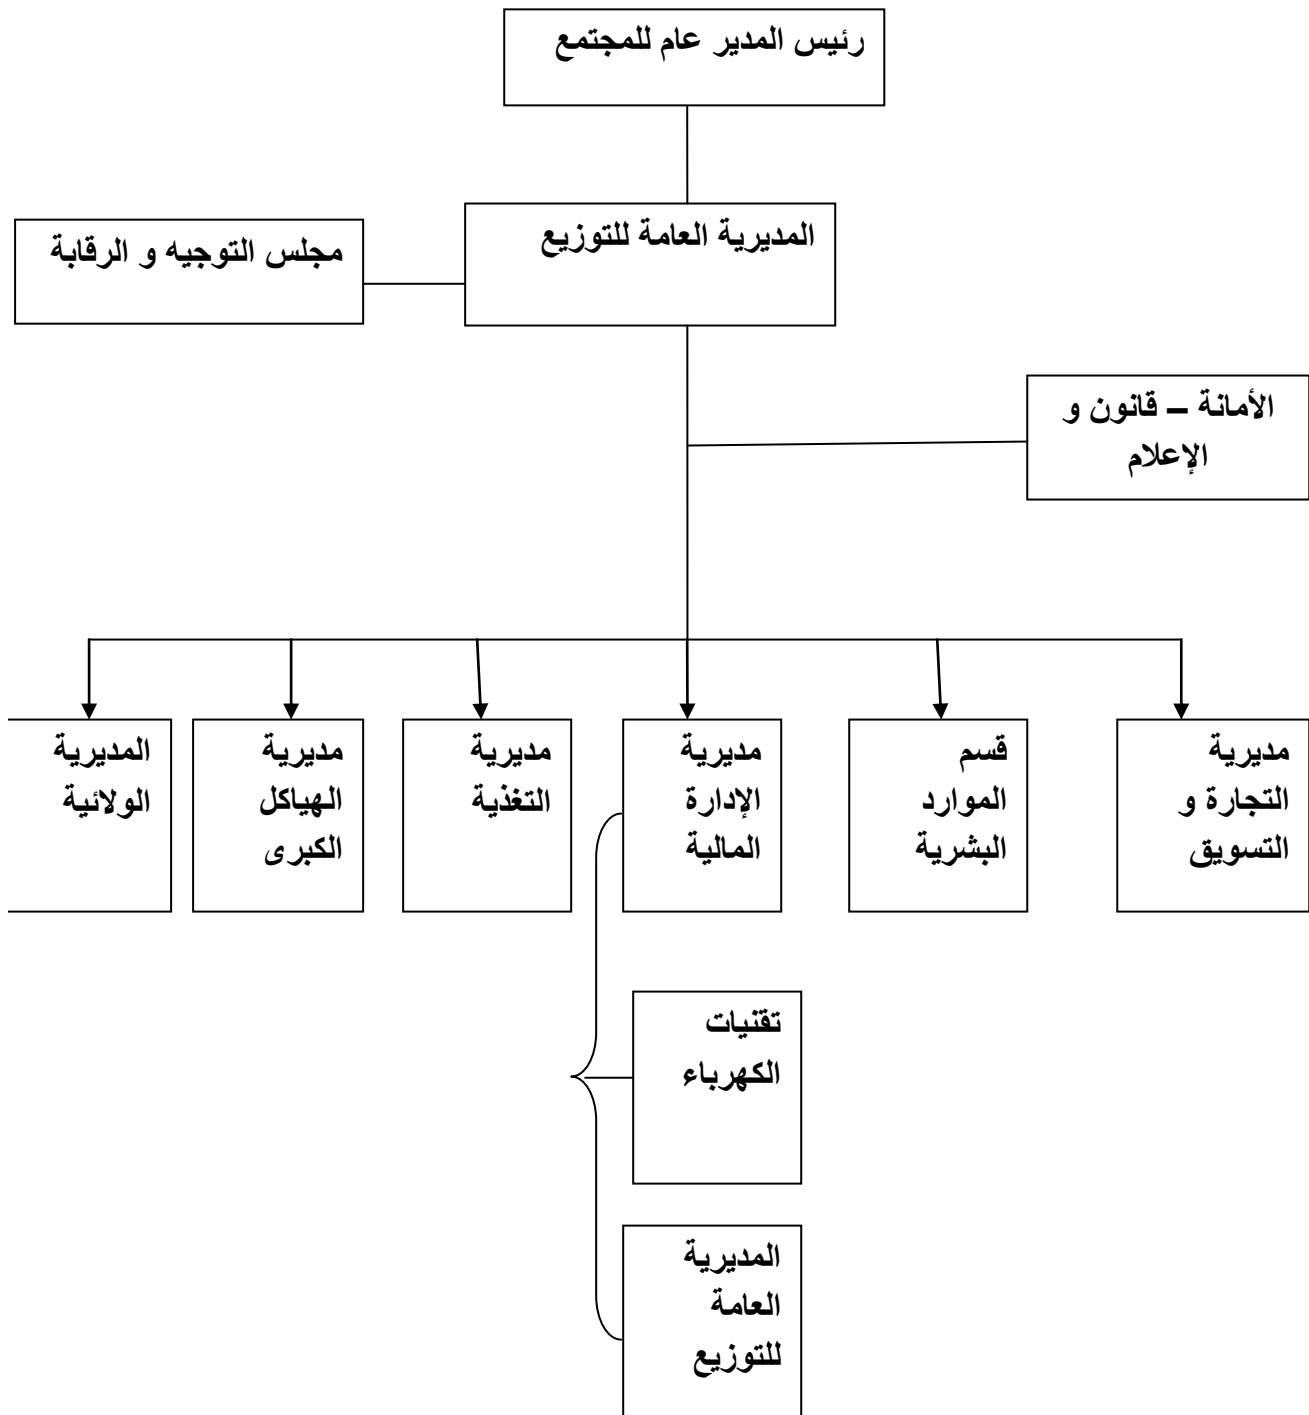 رئيس المدير عام للمجتمع
المديرية العامة للتوزيع
مجلس التوجيه و الرقابة
الأمانة – قانون و
الإعلام
مديرية
التجارة و
التسويق
قسم
الموارد
البشرية
مديرية
الإدارة
المالية
مديرية
التغذية
مديرية
الهياكل
الكبرى
المديرية
الولائية
تقنيات
الكهرباء
المديرية
العامة
للتوزيع